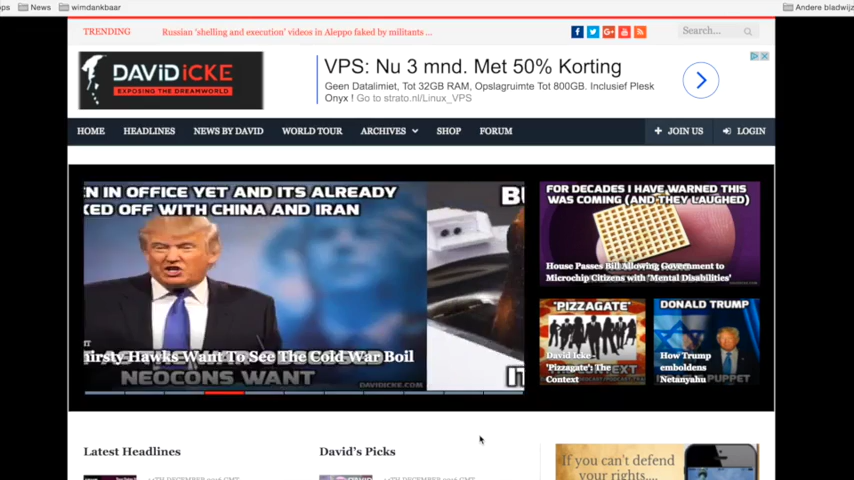 ops
News
wimdankbaar
Andere bladwijz
TRENDING
Russian 'shelling and execution' videos in Aleppo faked by militants ...
Search...
DAViD iCKE
EXPOSING THE DREAMWORLD
VPS: Nu 3 mnd. Met 50% Korting
Geen Datalimiet, Tot 32GB RAM, Opslagruimte Tot 800GB. Inclusief Plesk
Onyx ! Go to strato.nl/Linux_VPS
HOME
HEADLINES
NEWS BY DAVID
WORLD TOUR
ARCHIVES
SHOP
FORUM
JOIN US
LOGIN
N IN OFFICE YET AND ITS ALREADY
KED OFF WITH CHINA AND IRAN
hirsty Hawks Want To See The Cold War Boil
NEOCONS WANT
DAVIDICKE.COM
BU
IT
FOR DECADES I HAVE WARNED THIS
WAS COMING (AND THEY LAUGHED)
House Passes Bill Allowing Government to
Microchip Citizens with 'Mental Disabilities'
'PIZZAGATE'
David Icke -
'Pizzagate': The
Context
DONALD TRUMP
How Trump
emboldens
Netanyahu
PUPPET
Latest Headlines
David's Picks
If you can't defend
your rights....